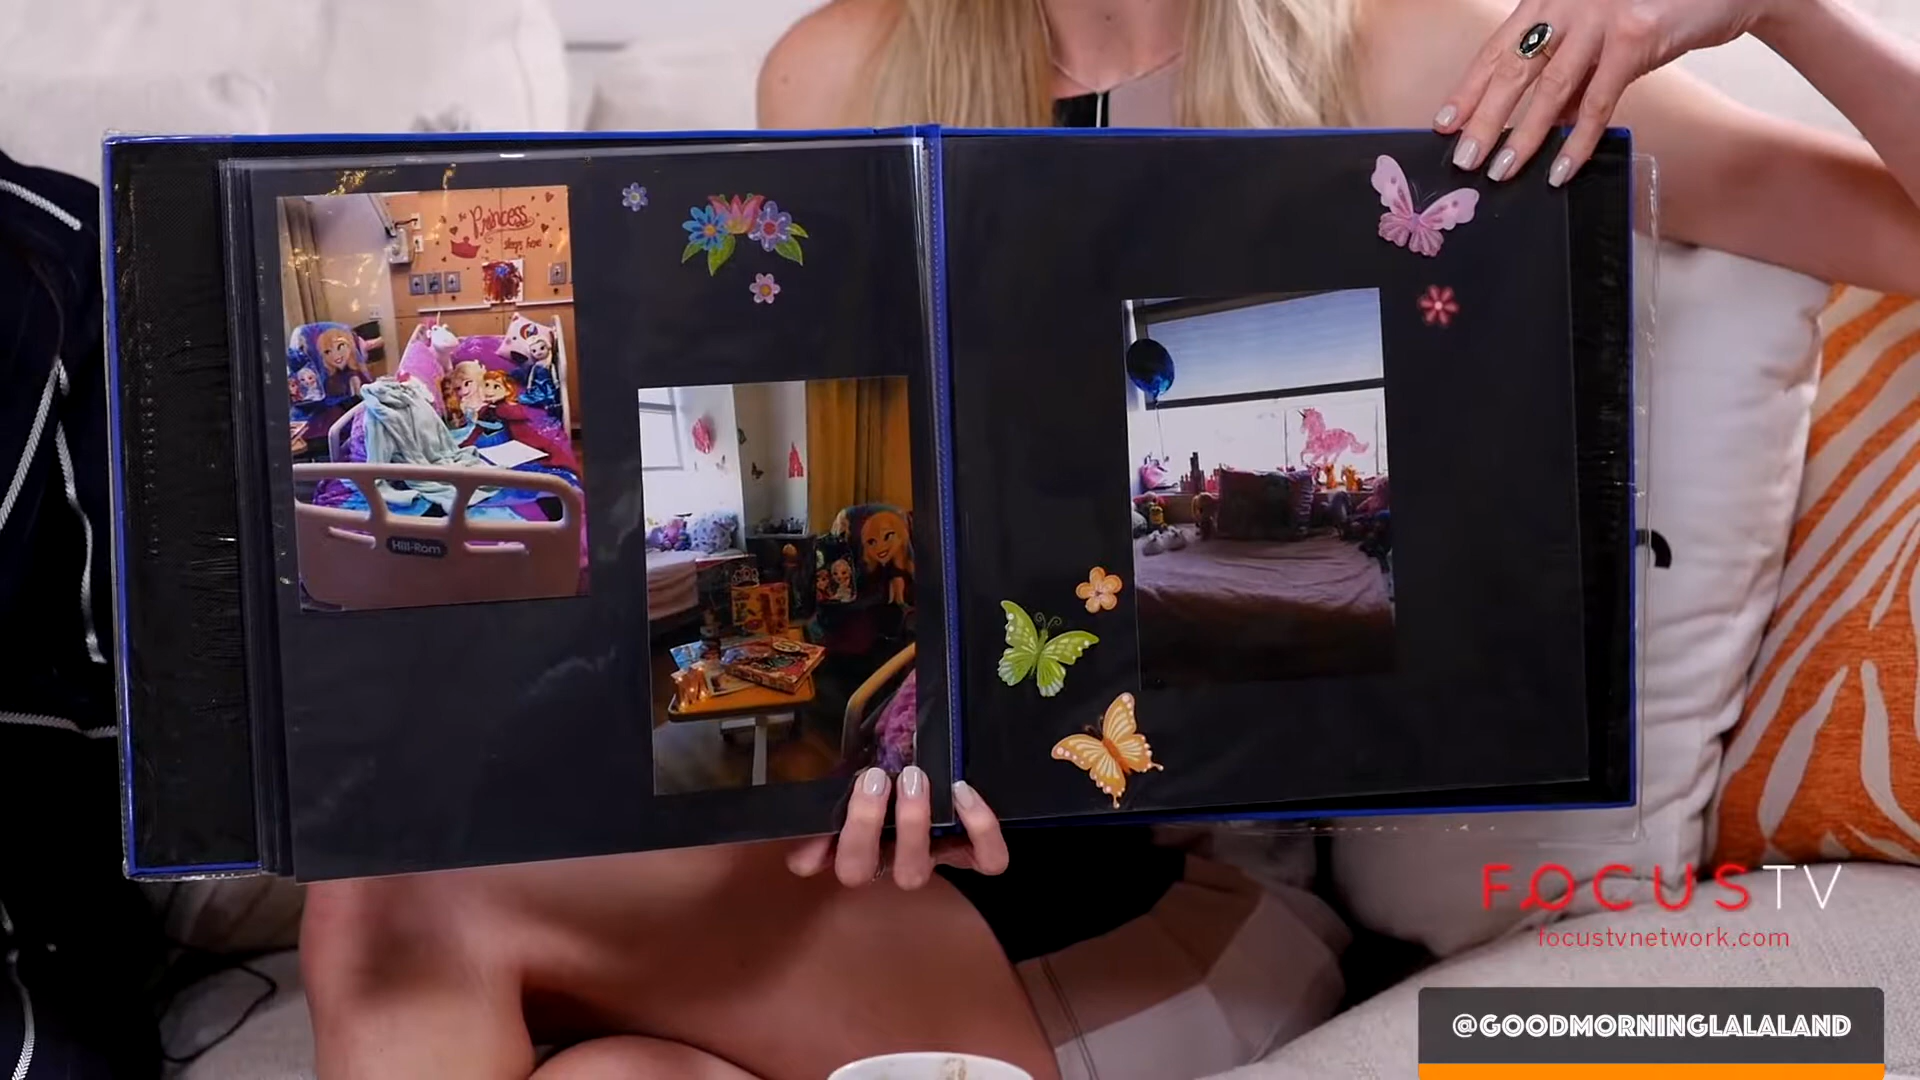 Princess
sleeps here
Hill-Rom
FOCUSTV
focustvnetwork.com
@GOODMORNINGLALALAND